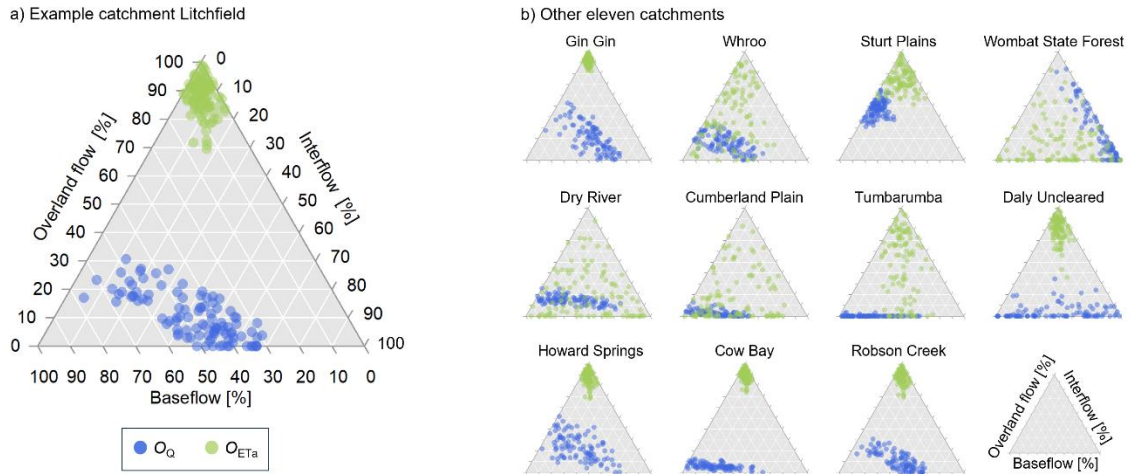 a) Example catchment Litchfield
100
90
80
70
60
50
40
30
20
10
0
Overland flow [%]
0
10
20
30
40
50
60
70
80
90
100
Interflow [%]
100 90 80 70 60 50 40 30 20 10 0
Baseflow [%]
OQ OETa
b) Other eleven catchments
Gin Gin Whroo Sturt Plains Wombat State Forest
Dry River Cumberland Plain Tumbarumba Daly Uncleared
Howard Springs Cow Bay Robson Creek
Overland flow [%]
Interflow [%]
Baseflow [%]